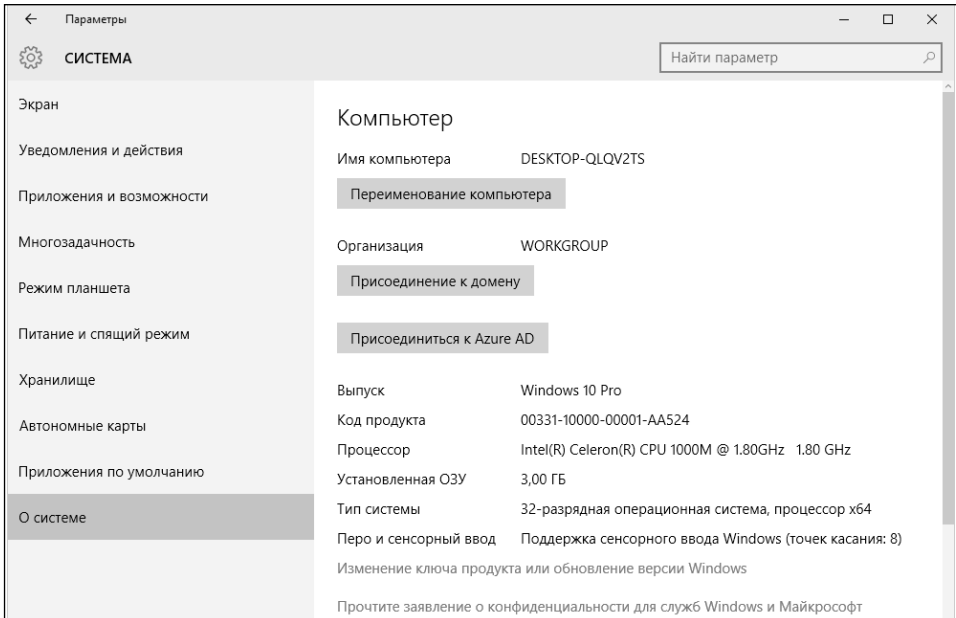 Параметры
СИСТЕМА
Найти параметр
Экран
Уведомления и действия
Приложения и возможности
Многозадачность
Режим планшета
Питание и спящий режим
Хранилище
Автономные карты
Приложения по умолчанию
О системе
Компьютер
Имя компьютера DESKTOP-QLQV2TS
Переименование компьютера
Организация WORKGROUP
Присоединение к домену
Присоединиться к Azure AD
Выпуск Windows 10 Pro
Код продукта 00331-10000-00001-AA524
Процессор Intel(R) Celeron(R) CPU 1000M @ 1.80GHz 1.80 GHz
Установленная ОЗУ 3,00 ГБ
Тип системы 32-разрядная операционная система, процессор x64
Перо и сенсорный ввод Поддержка сенсорного ввода Windows (точек касания: 8)
Изменение ключа продукта или обновление версии Windows
Прочтите заявление о конфиденциальности для служб Windows и Майкрософт